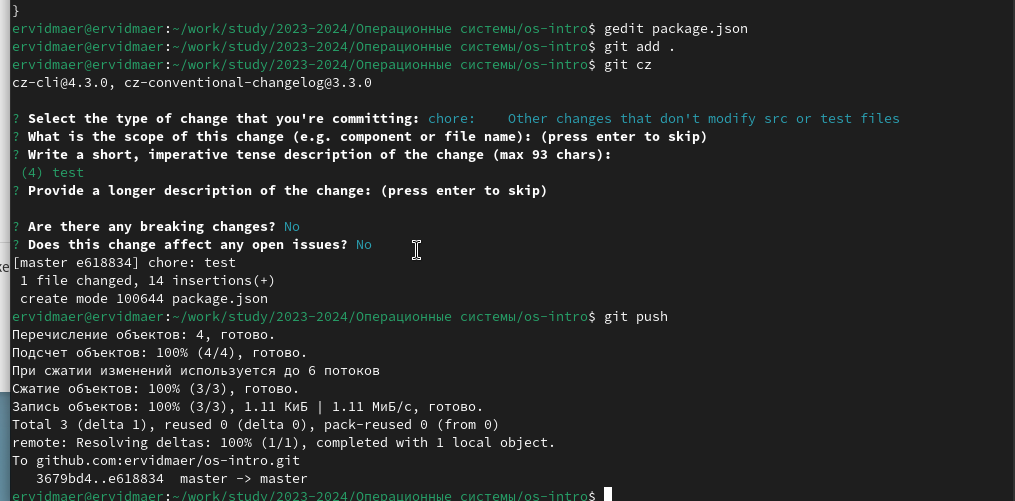 }
ervidmaer@ervidmaer:~/work/study/2023-2024/Операционные системы/os-intro$ gedit package.json
ervidmaer@ervidmaer:~/work/study/2023-2024/Операционные системы/os-intro$ git add .
ervidmaer@ervidmaer:~/work/study/2023-2024/Операционные системы/os-intro$ git cz
cz-cli@4.3.0, cz-conventional-changelog@3.3.0
? Select the type of change that you're committing: chore:    Other changes that don't modify src or test files
? What is the scope of this change (e.g. component or file name): (press enter to skip)
? Write a short, imperative tense description of the change (max 93 chars):
(4) test
? Provide a longer description of the change: (press enter to skip)
? Are there any breaking changes? No
? Does this change affect any open issues? No
[master e618834] chore: test
1 file changed, 14 insertions(+)
create mode 100644 package.json
ervidmaer@ervidmaer:~/work/study/2023-2024/Операционные системы/os-intro$ git push
Перечисление объектов: 4, готово.
Подсчет объектов: 100% (4/4), готово.
При сжатии изменений используется до 6 потоков
Сжатие объектов: 100% (3/3), готово.
Запись объектов: 100% (3/3), 1.11 КиБ | 1.11 МиБ/с, готово.
Total 3 (delta 1), reused 0 (delta 0), pack-reused 0 (from 0)
remote: Resolving deltas: 100% (1/1), completed with 1 local object.
To github.com:ervidmaer/os-intro.git
3679bd4..e618834  master -> master
ervidmaer@ervidmaer:~/work/study/2023-2024/Операционные системы/os-intro$